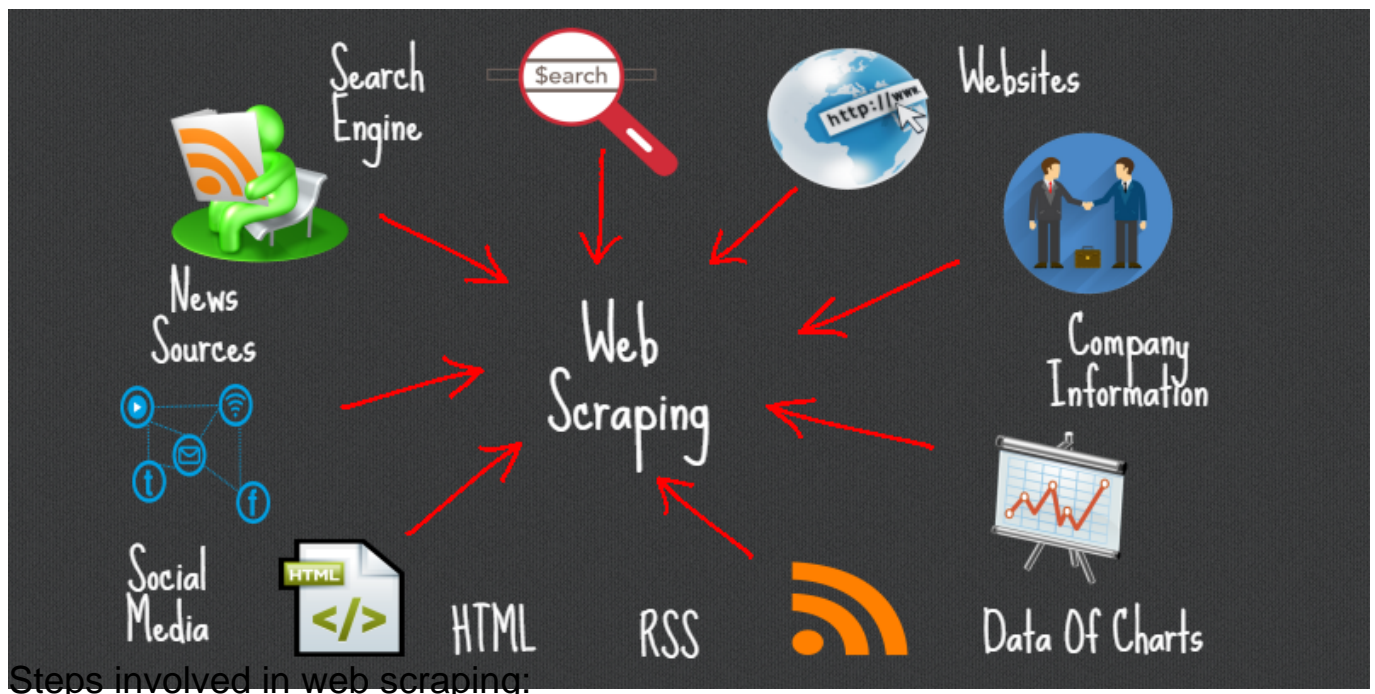 Search
Engine
$earch
http://www
Websites
News
Sources
Web
Scraping
Company
Information
t
f
Social
Media
HTML
</>
HTML
RSS
Data Of Charts
Steps involved in web scraping: